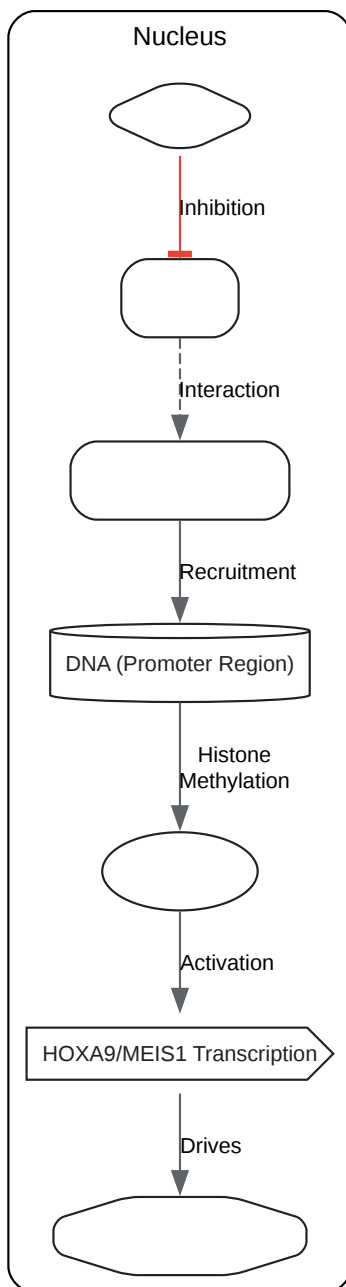 Nucleus
Inhibition
Interaction
Recruitment
DNA (Promoter Region)
Histone
Methylation
Activation
HOXA9/MEIS1 Transcription
Drives